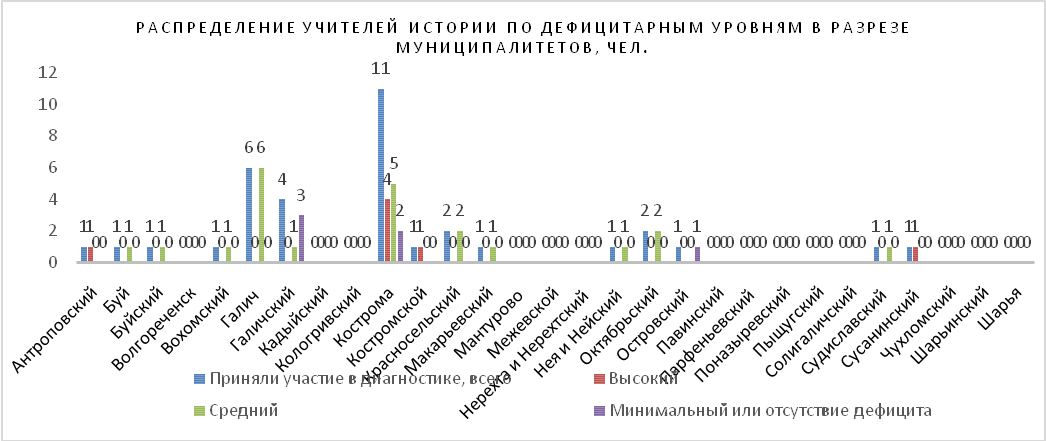 РАСПРЕДЕЛЕНИЕ УЧИТЕЛЕЙ ИСТОРИИ ПО ДЕФИЦИТАРНЫМ УРОВНЯМ В РАЗРЕЗЕ
МУНИЦИПАЛИТЕТОВ, ЧЕЛ.
12
10
8
6
4
2
0
1 1 0 0
1 0 1 0
1 0 1 0
0 0 0 0
1 0 1 0
6 0 6 0
4 0 1 3
0 0 0 0
0 0 0 0
11 4 5 2
1 1 0 0
2 0 2 0
1 0 1 0
0 0 0 0
0 0 0 0
0 0 0 0
1 0 1 0
2 0 2 0
1 0 0 1
0 0 0 0
0 0 0 0
0 0 0 0
0 0 0 0
0 0 0 0
1 0 1 0
1 1 0 0
0 0 0 0
0 0 0 0
0 0 0 0
Антроповский
Буй
Буйский
Волгореченск
Вохомский
Галич
Галичский
Кадыйский
Кологривский
Кострома
Костромской
Красносельский
Макарьевский
Мантурово
Межевской
Нерехта и Нерехтский
Нея и Нейский
Октябрьский
Островский
Павинский
Парфеньевский
Поназыревский
Пыщугский
Солигаличский
Судиславский
Сусанинский
Чухломский
Шарьинский
Шарья
Приняли участие в диагностике, всего
Высокий
Средний
Минимальный или отсутствие дефицита